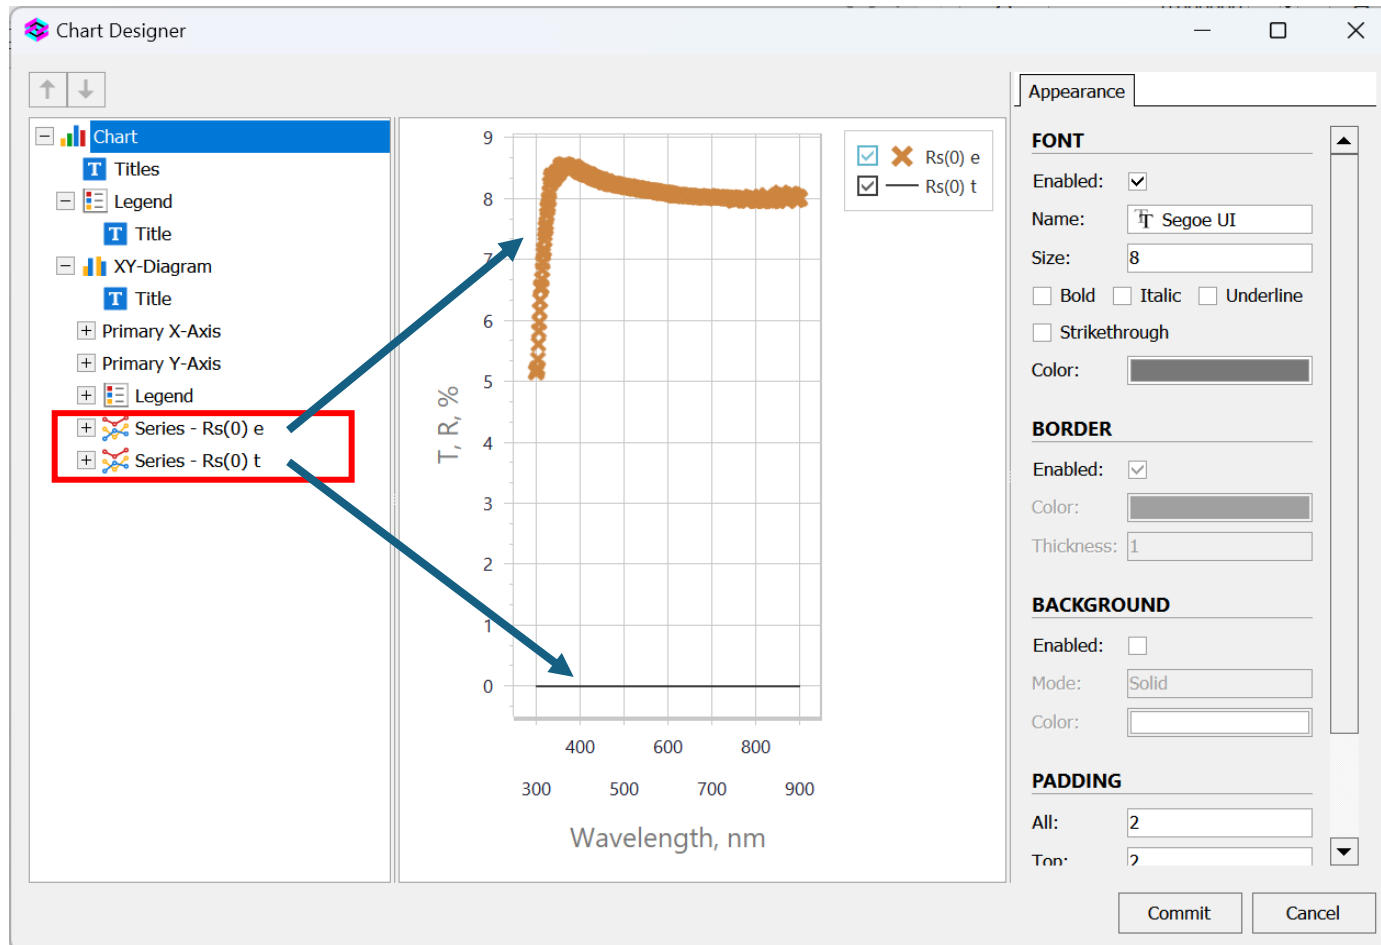 Chart Designer
Appearance
Chart
Titles
Legend
Title
XY-Diagram
Title
Primary X-Axis
Primary Y-Axis
Legend
Series - Rs(0) e
Series - Rs(0) t
9
8
7
6
5
4
3
2
1
0
T, R, %
400 600 800
300 500 700 900
Wavelength, nm
Rs(0) e
Rs(0) t
FONT
Enabled:
Name: Segoe UI
Size: 8
Bold Italic Underline
Strikethrough
Color:
BORDER
Enabled:
Color:
Thickness: 1
BACKGROUND
Enabled:
Mode: Solid
Color:
PADDING
All: 2
Top: 2
Commit Cancel